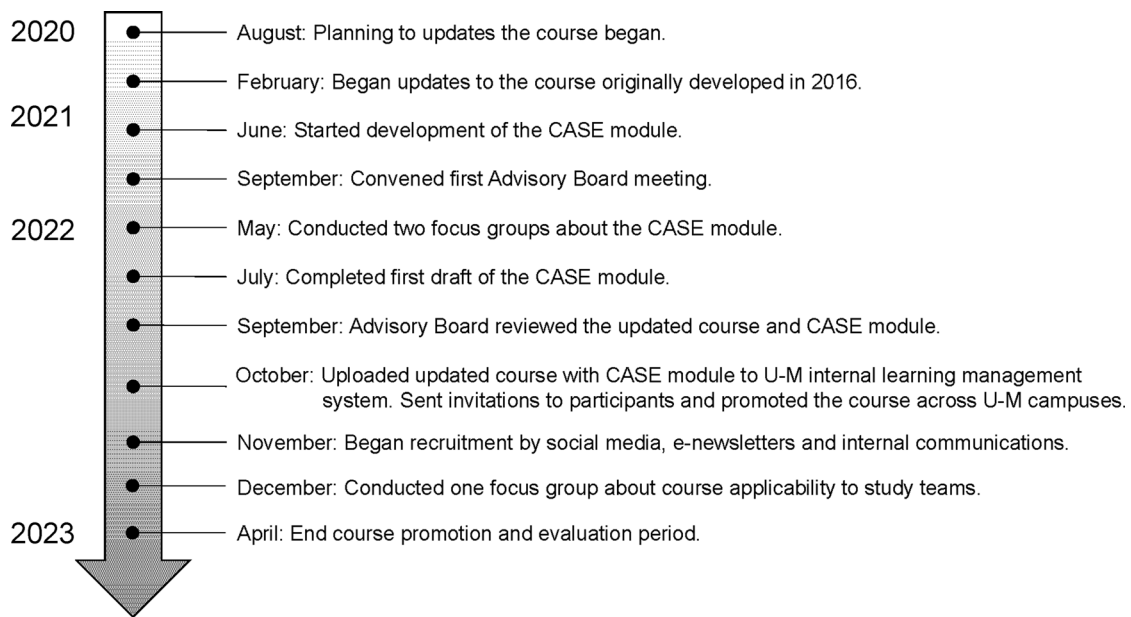 2020
August: Planning to updates the course began.
February: Began updates to the course originally developed in 2016.
2021
June: Started development of the CASE module.
September: Convened first Advisory Board meeting.
2022
May: Conducted two focus groups about the CASE module.
July: Completed first draft of the CASE module.
September: Advisory Board reviewed the updated course and CASE module.
October: Uploaded updated course with CASE module to U-M internal learning management
system. Sent invitations to participants and promoted the course across U-M campuses.
November: Began recruitment by social media, e-newsletters and internal communications.
December: Conducted one focus group about course applicability to study teams.
2023
April: End course promotion and evaluation period.